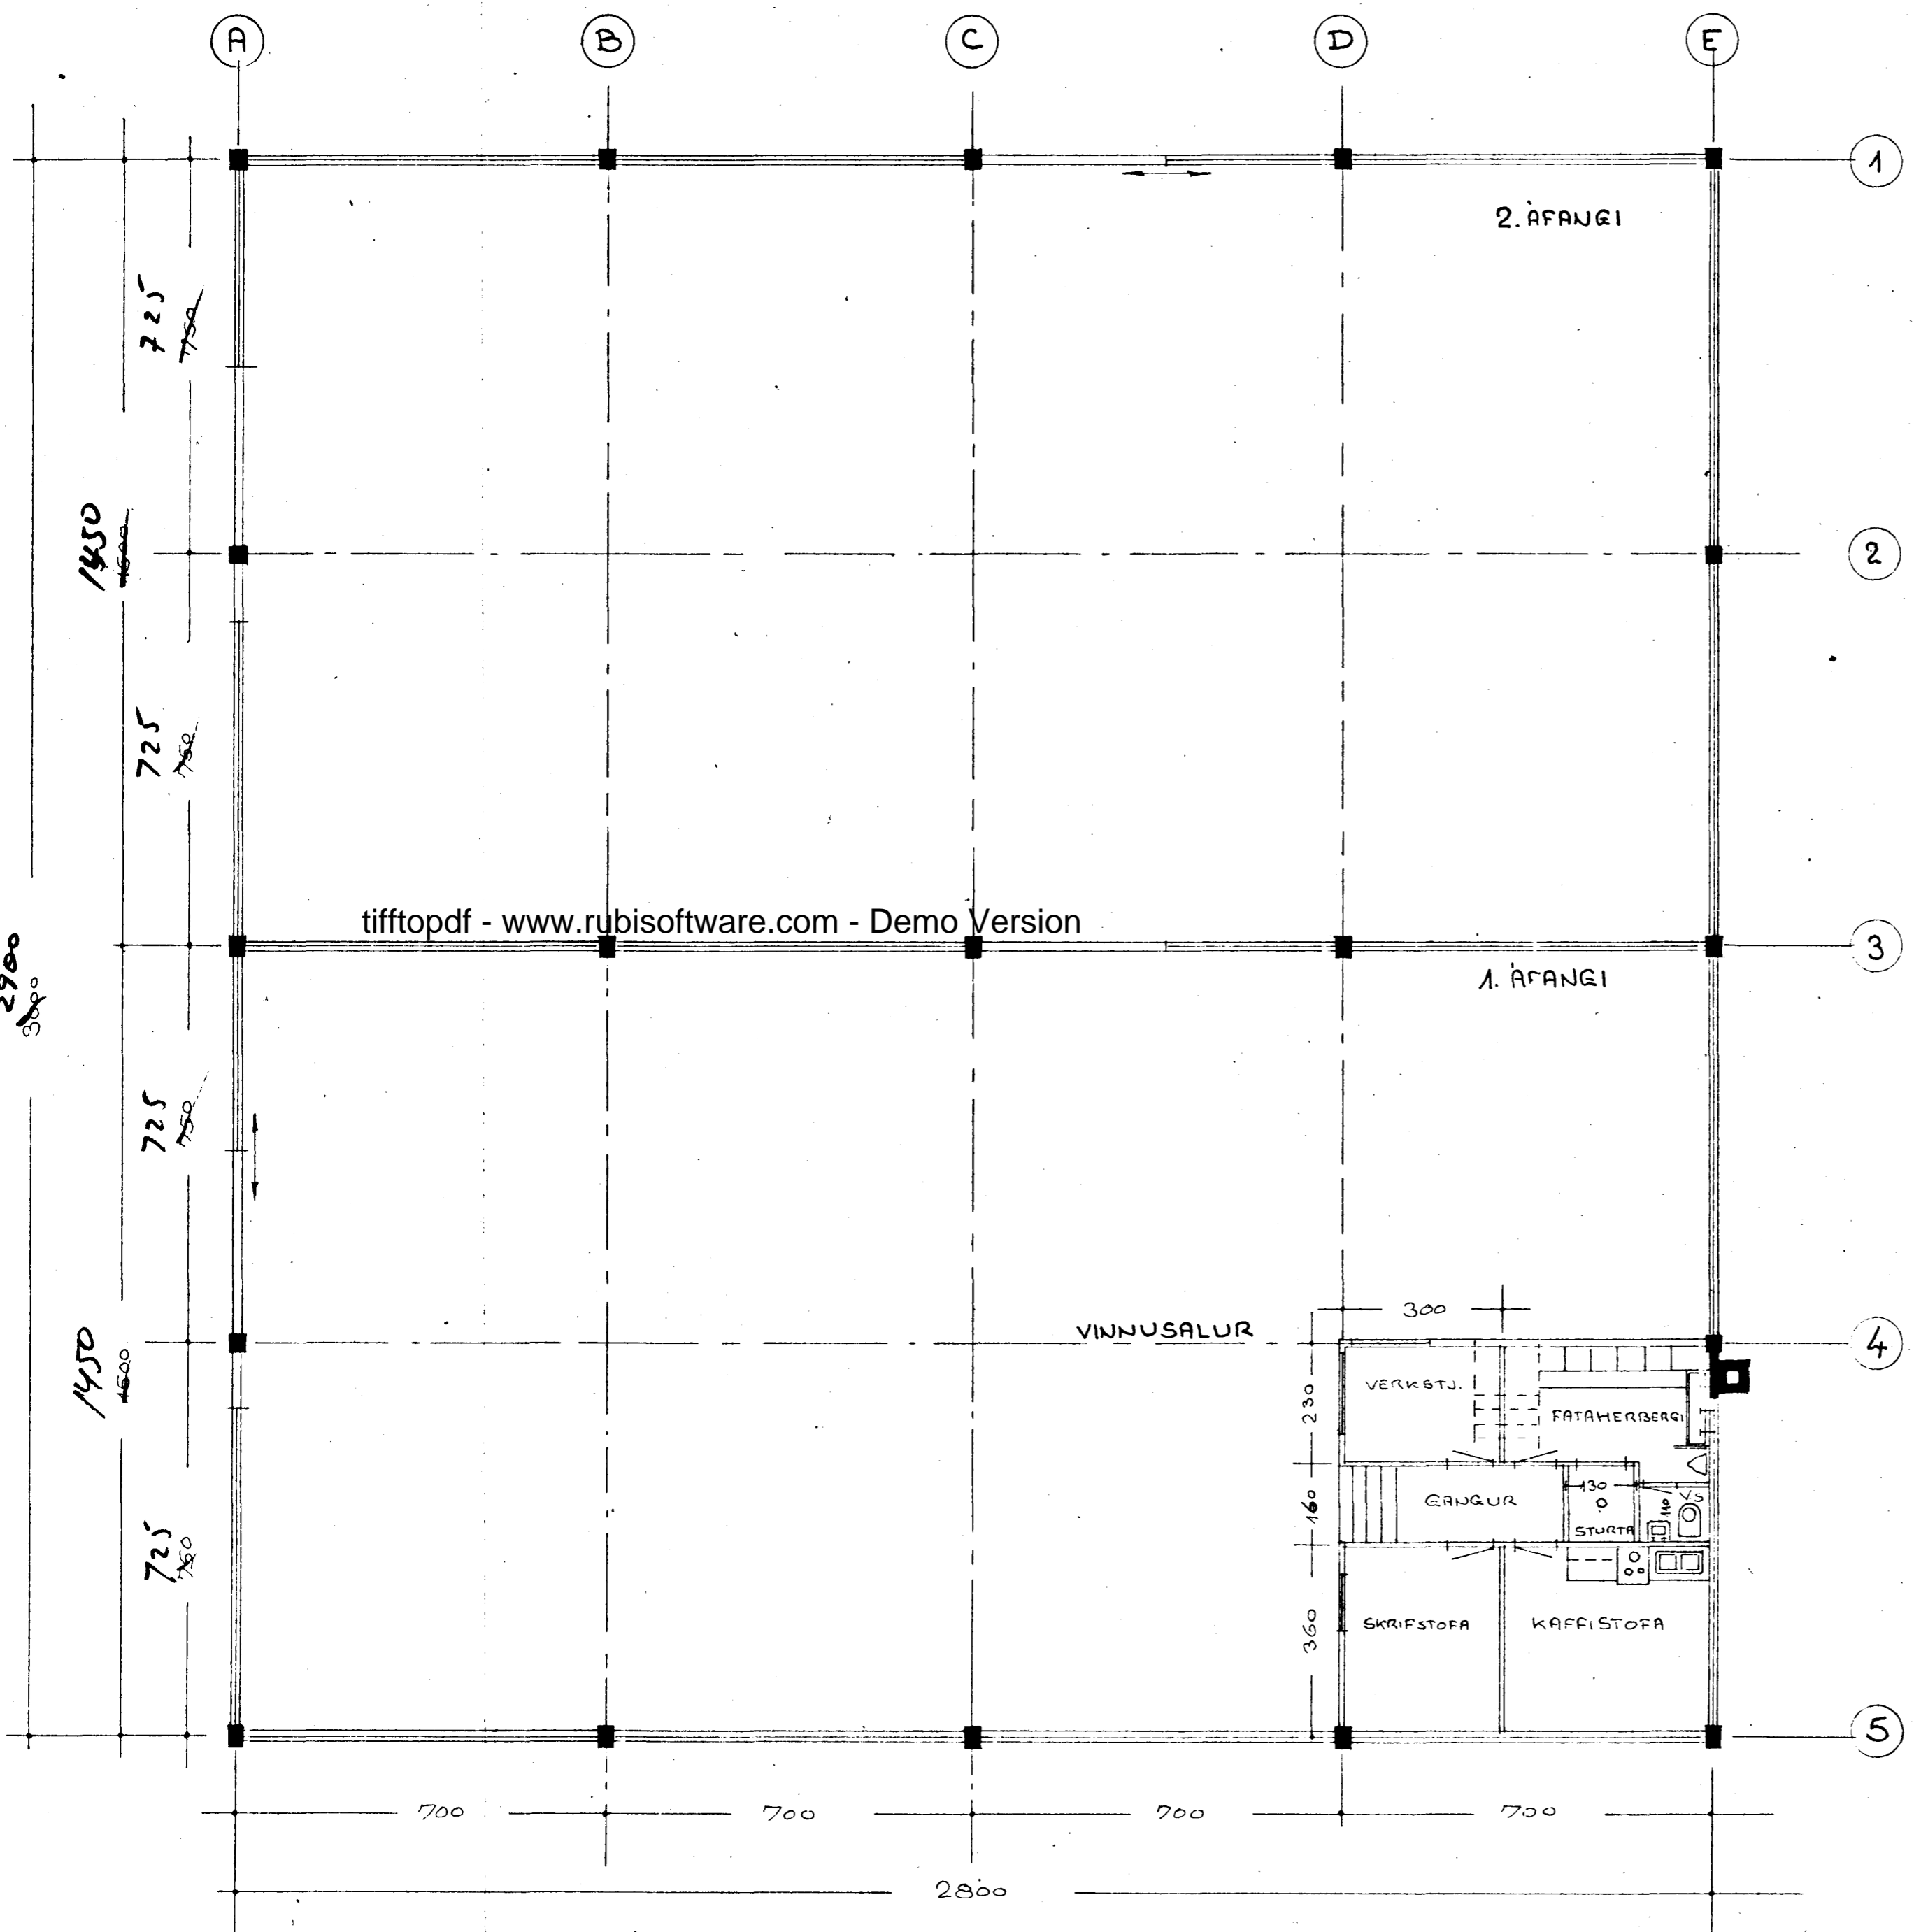 A B C D E
1
2. ÁFANGI
725
750
1450
1500
2
725
750
tifftopdf - www.rubisoftware.com - Demo Version
3
2900
3000
1. ÁFANGI
725
750
300
VINNUSALUR
4
1450
1500
230
VERKSTJ.
FATAHERBERGI
160
GANGUR
130
STURTA
110
VS
725
750
360
SKRIFSTOFA
KAFFISTOFA
5
700 700 700 700
2800